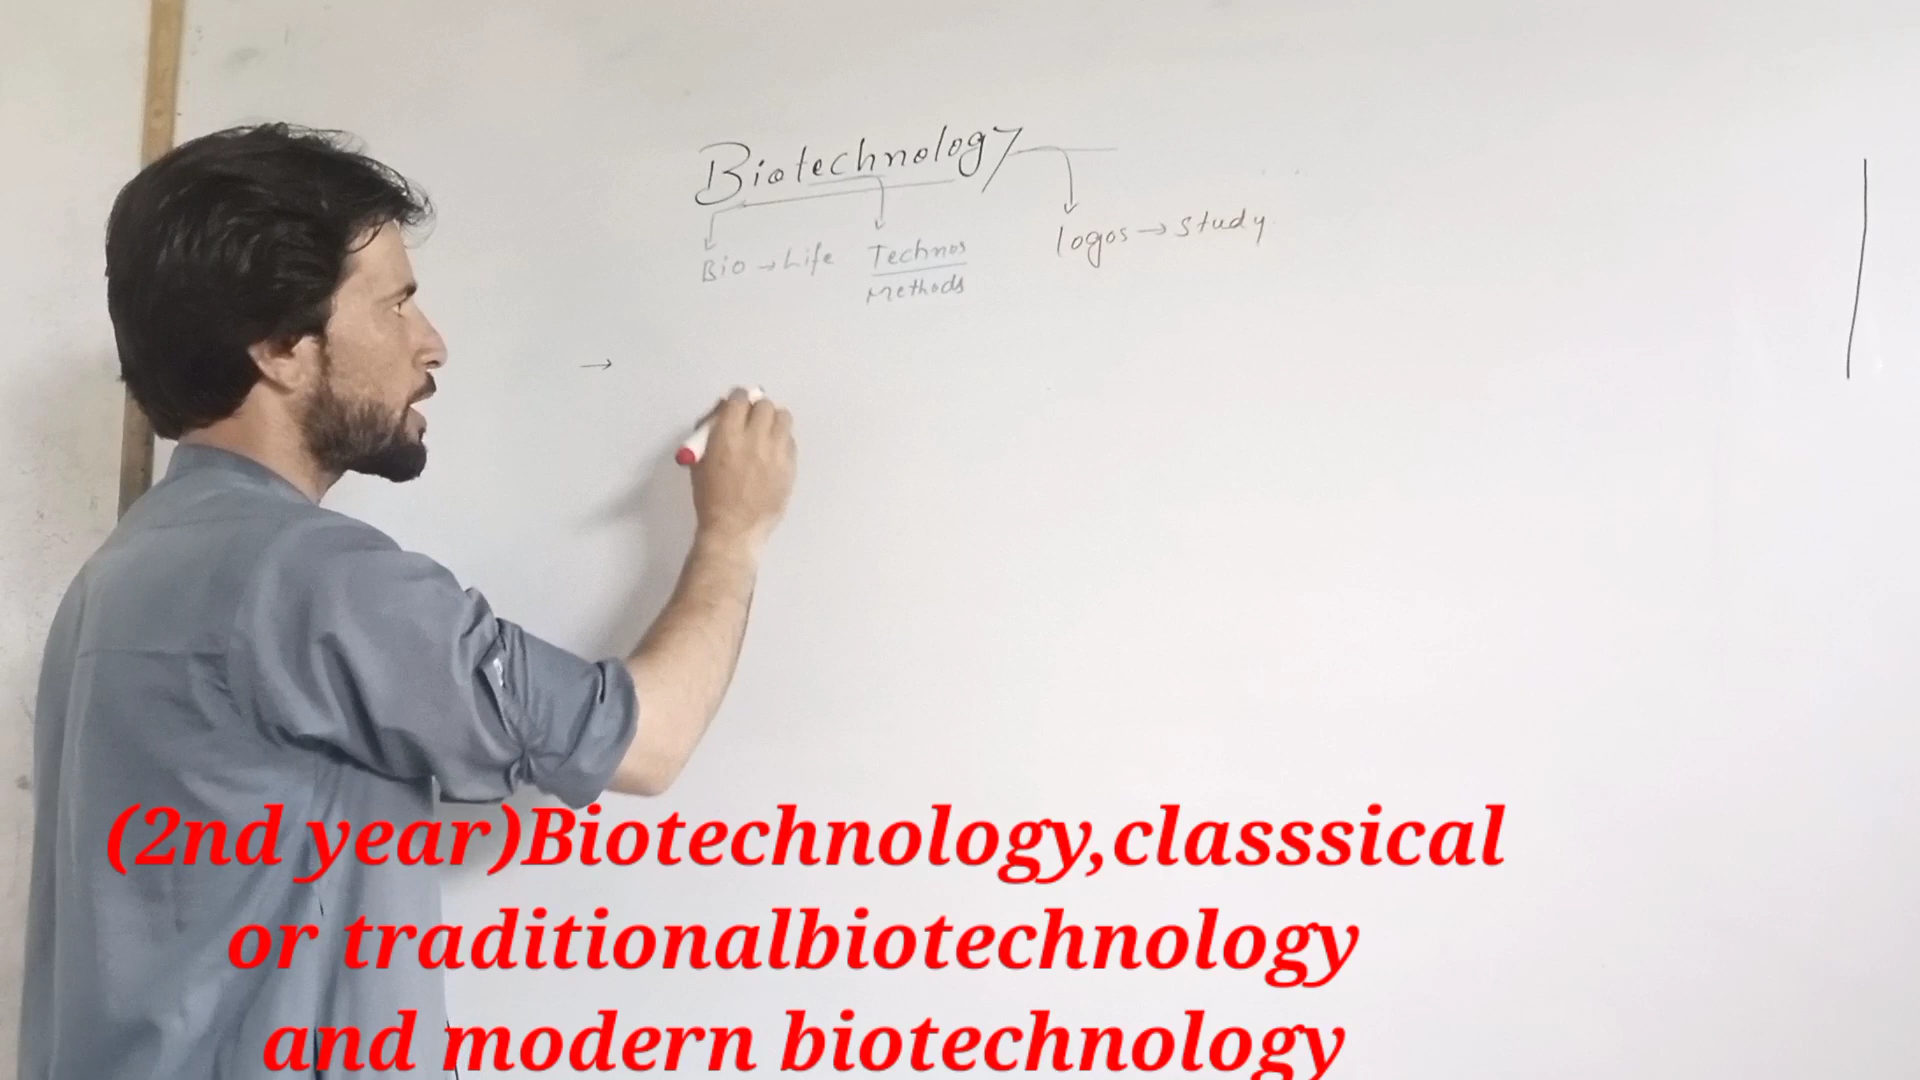 Biotechnology
Bio → Life Technos logos → study
Methods
→
(2nd year)Biotechnology,classsical
or traditionalbiotechnology
and modern biotechnology